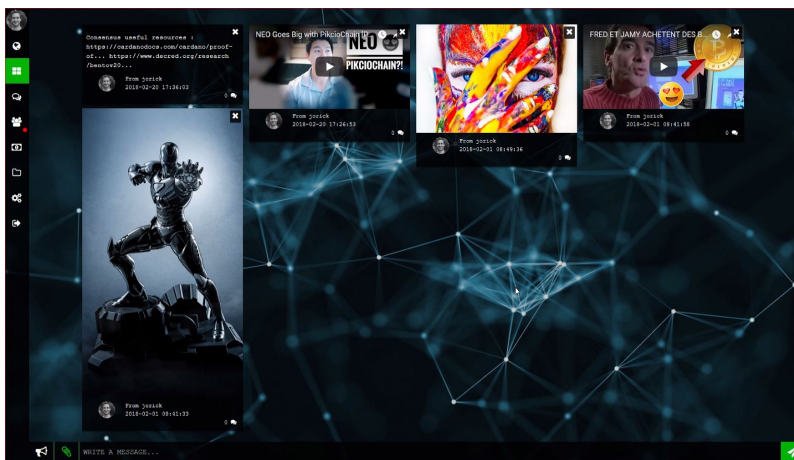 Consensus useful resources :
https://cardanodocs.com/cardano/proof-
of... https://www.decred.org/research
/bentov20...
From jorick
2018-02-20 17:36:03
0
NEO Goes Big with PikcioChain
NEO
PIKCIOCHAIN?!
From jorick
2018-02-20 17:26:53
0
From jorick
2018-02-01 08:49:36
0
FRED ET JAMY ACHETENT DES B...
From jorick
2018-02-01 08:41:58
0
From jorick
2018-02-01 08:41:33
0
WRITE A MESSAGE...